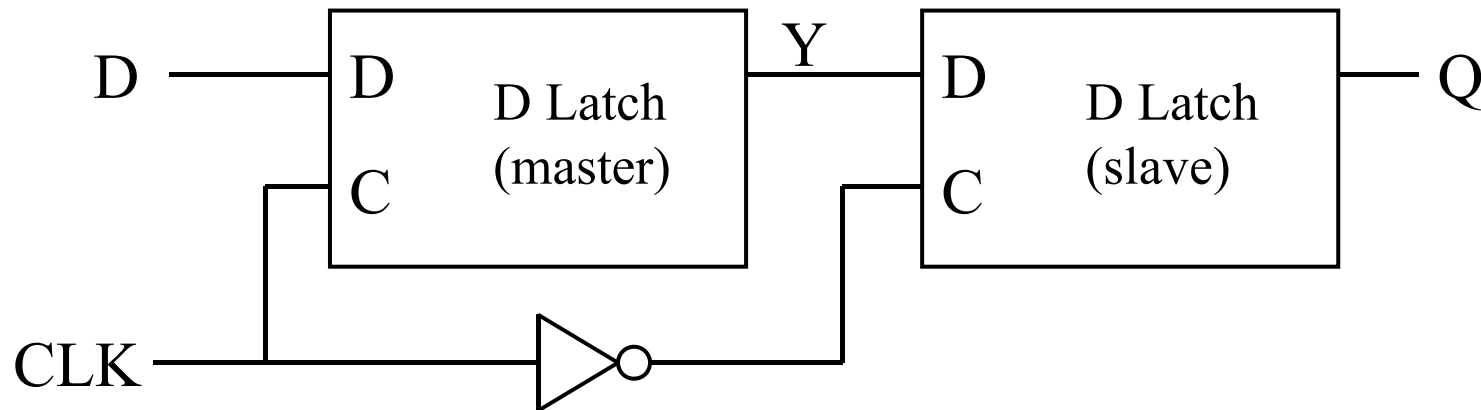 Y
D
D
D Latch
(master)
C
D
D Latch
(slave)
C
Q
CLK